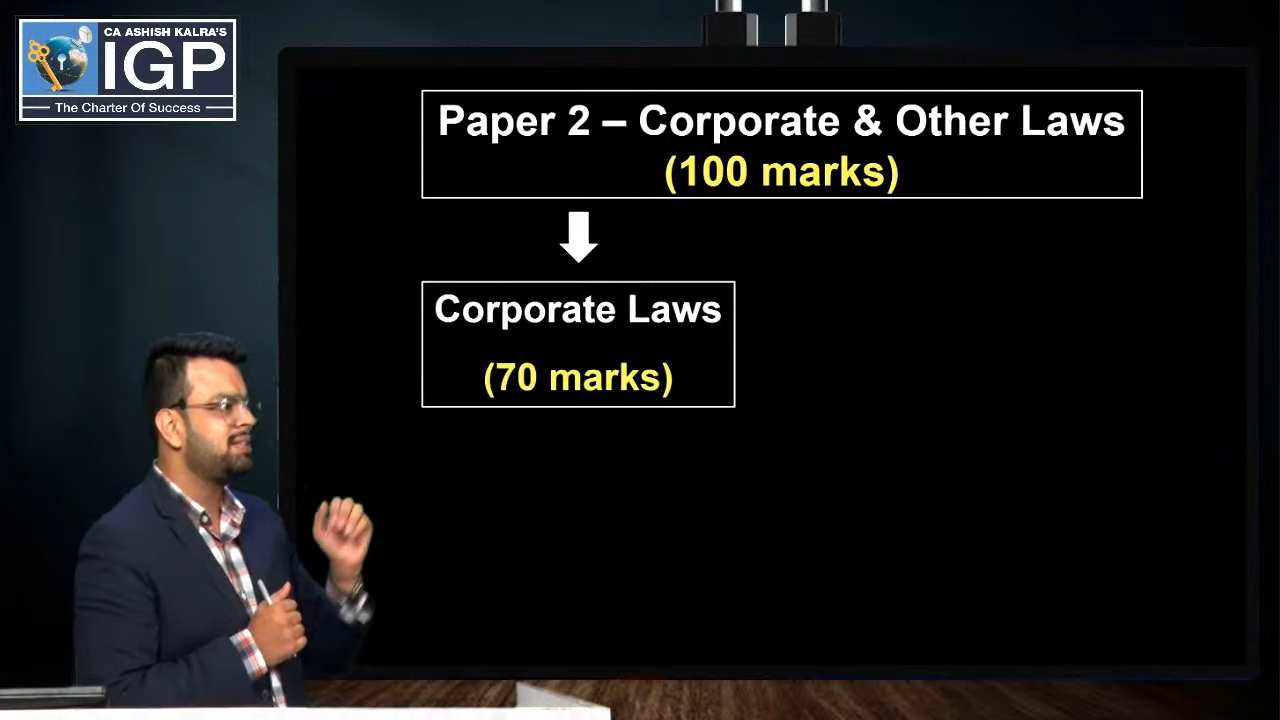 CA ASHISH KALRA'S
IGP
The Charter Of Success
Paper 2 – Corporate & Other Laws
(100 marks)
Corporate Laws
(70 marks)